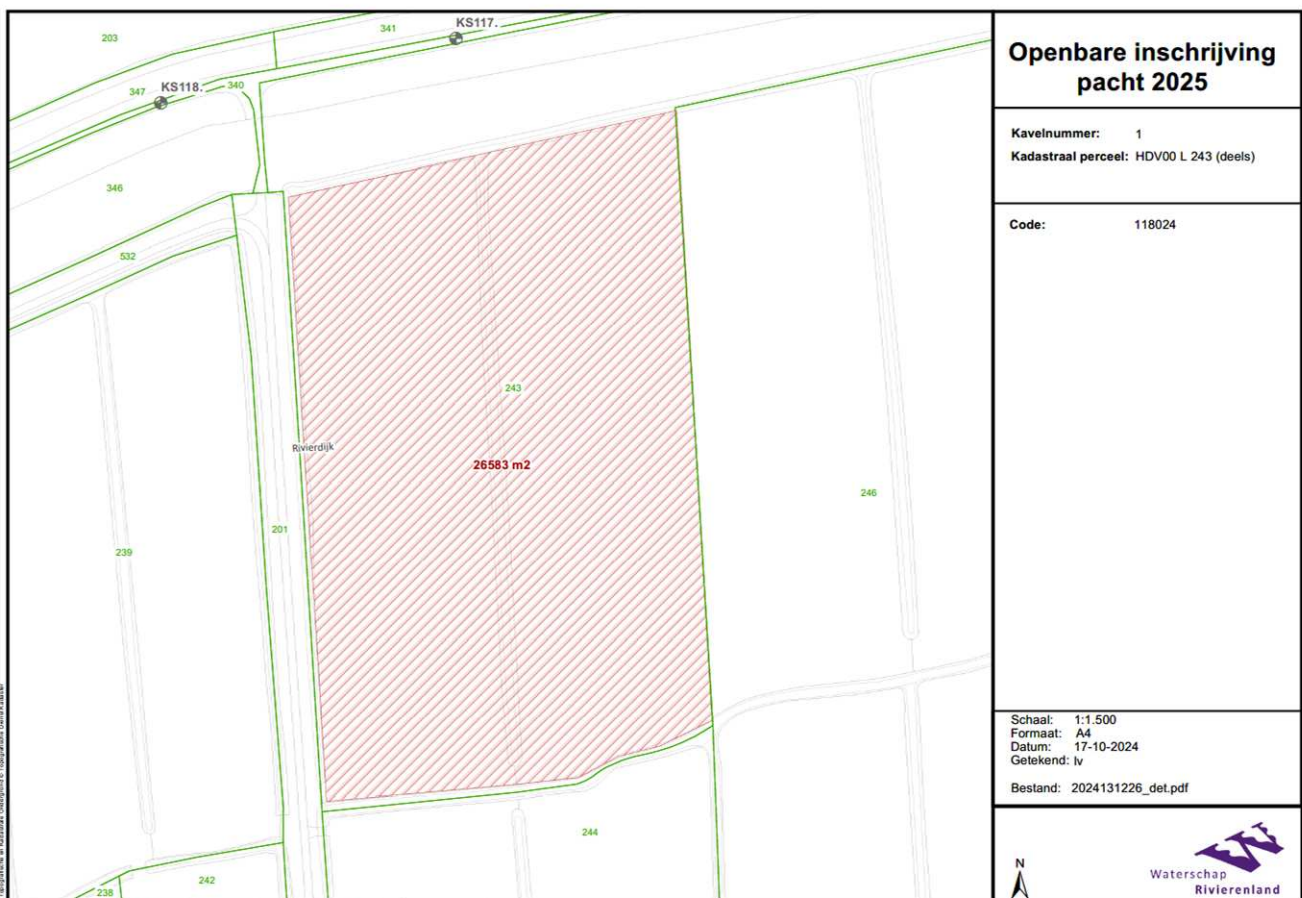 203
341
KS117.
347
KS118.
340
346
532
243
Rivierdijk
26583 m2
246
201
239
244
242
238
Openbare inschrijving
pacht 2025
Kavelnummer: 1
Kadastraal perceel: HDV00 L 243 (deels)
Code: 118024
Schaal: 1:1.500
Formaat: A4
Datum: 17-10-2024
Getekend: lv
Bestand: 2024131226_det.pdf
N
Waterschap
Rivierenland